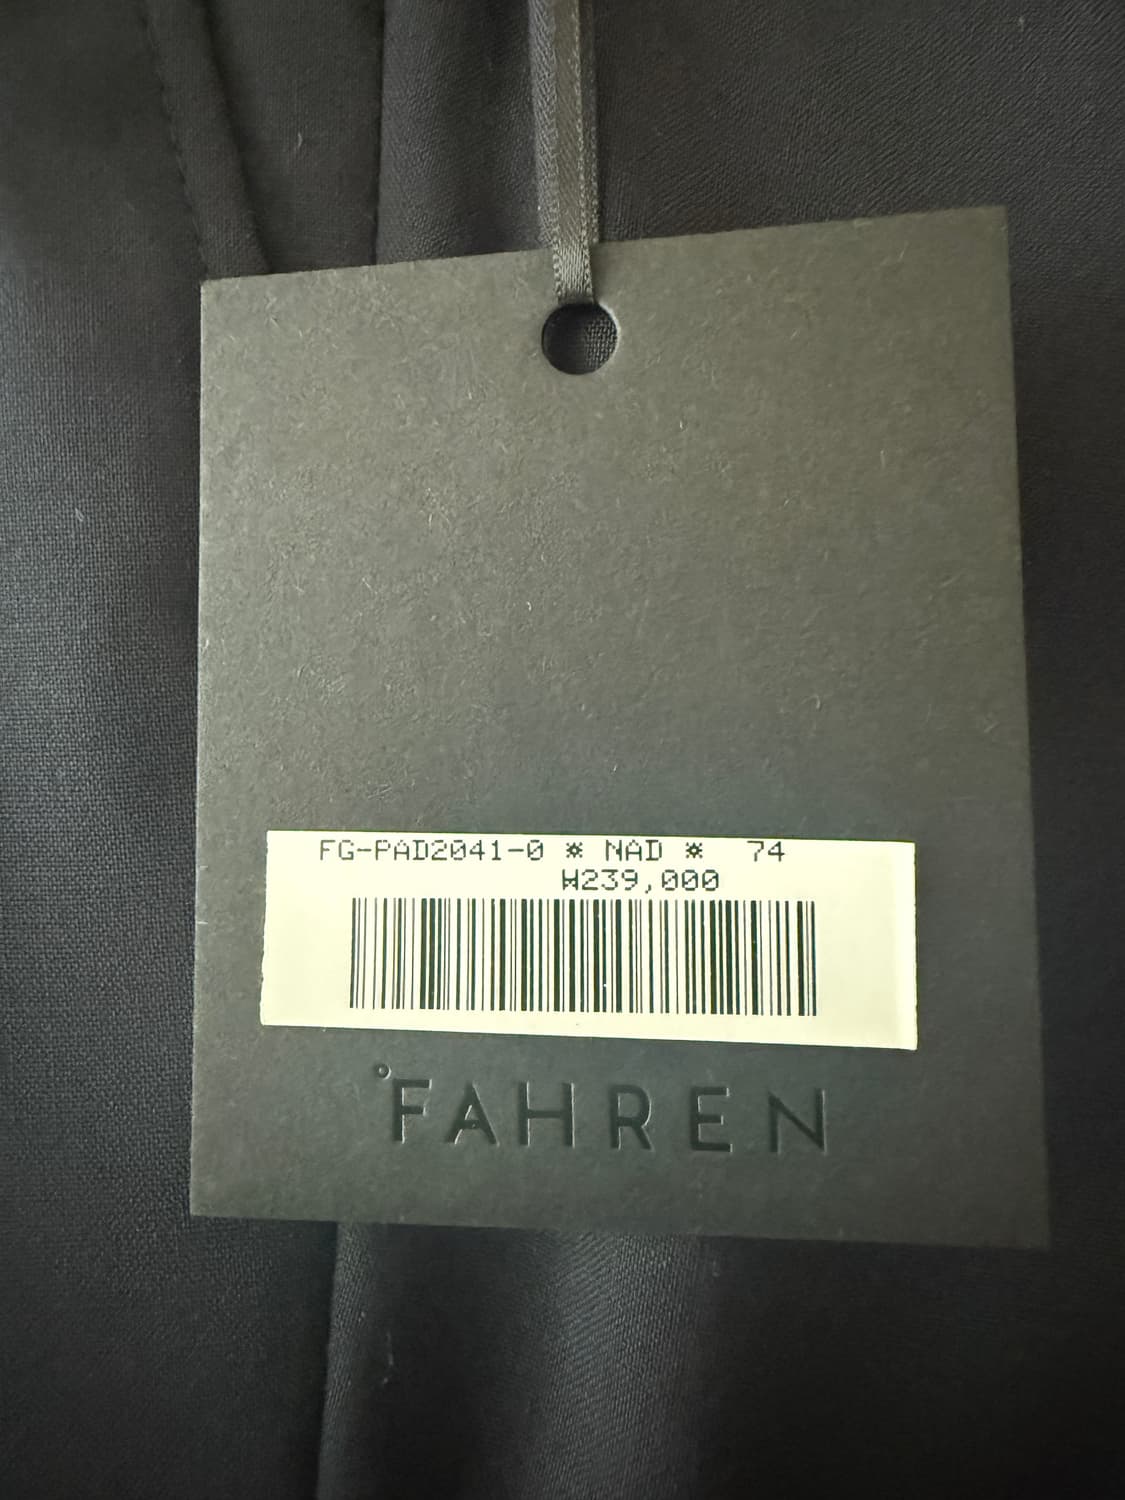 FG-PAD2041-0 * NAD * 74
₩239,000
°FAHREN